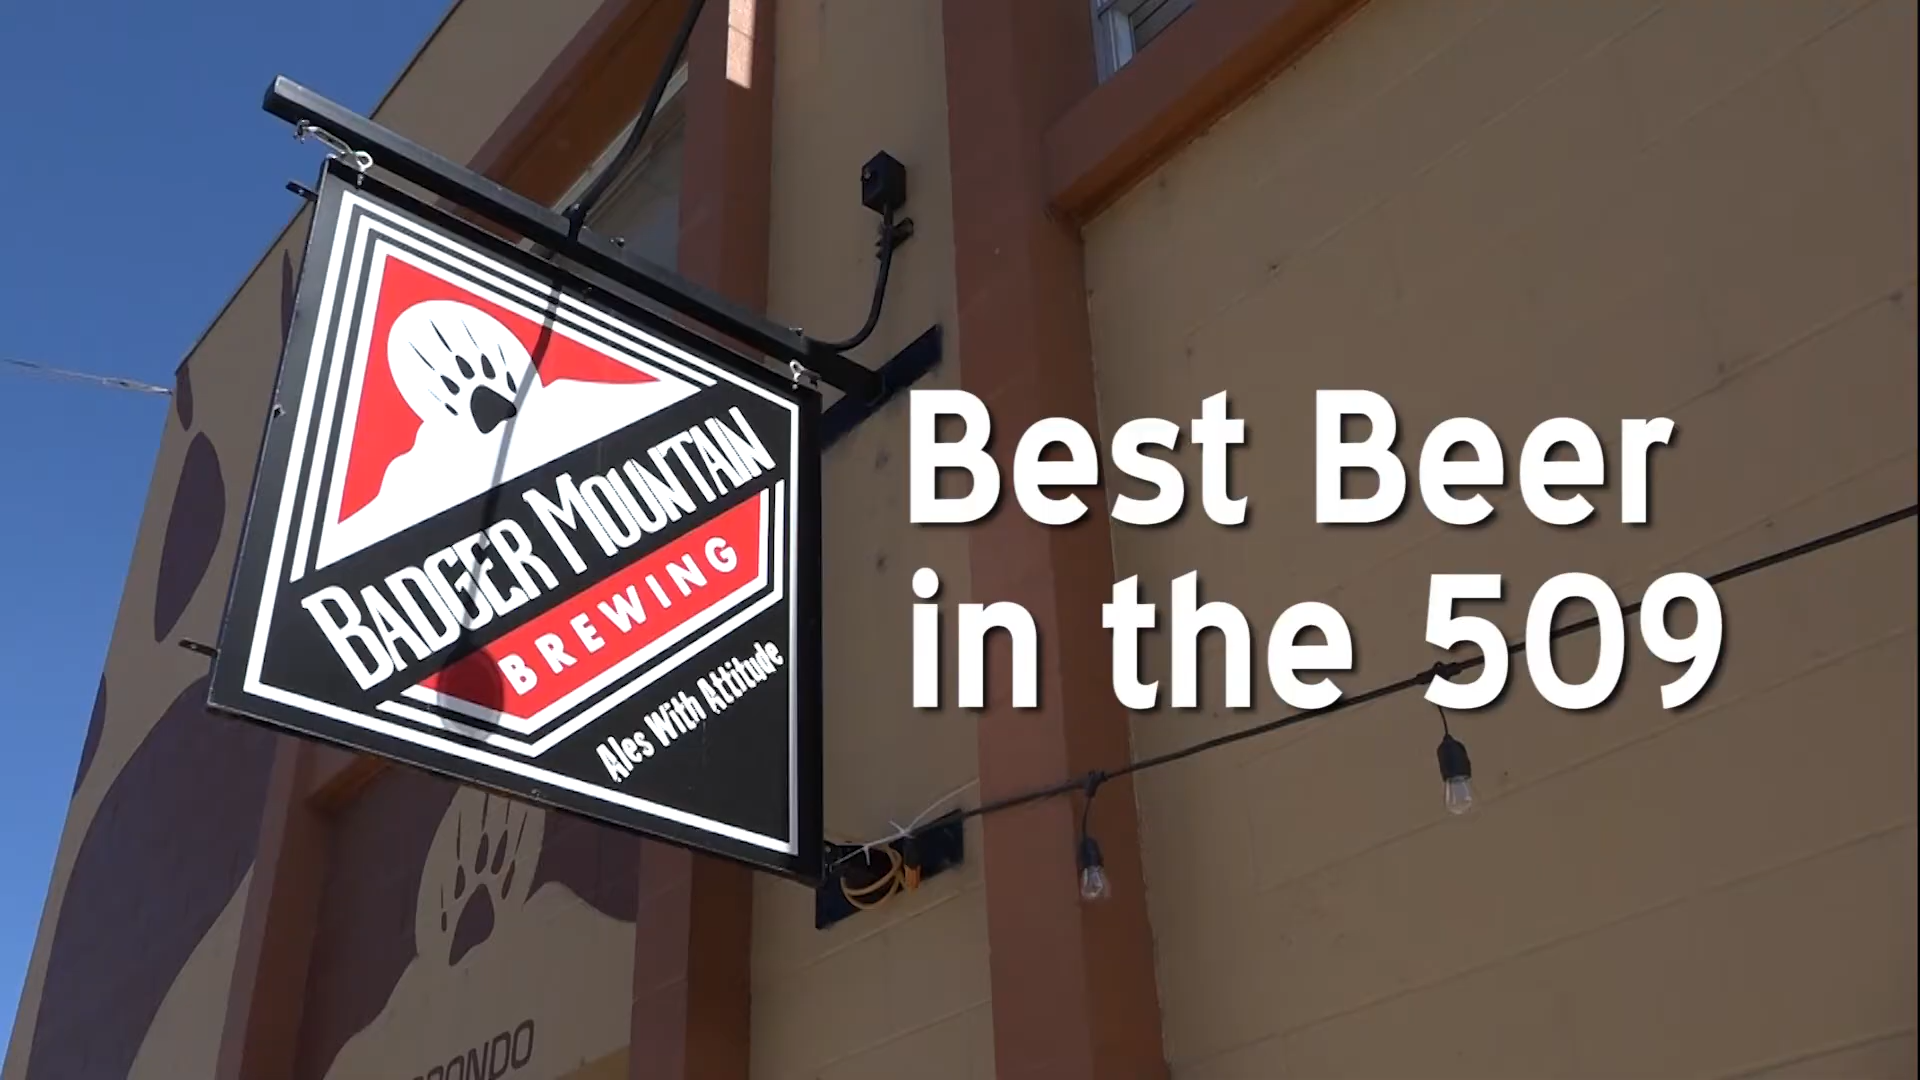 BADGER MOUNTAIN
BREWING
Ales With Attitude
Best Beer
in the 509